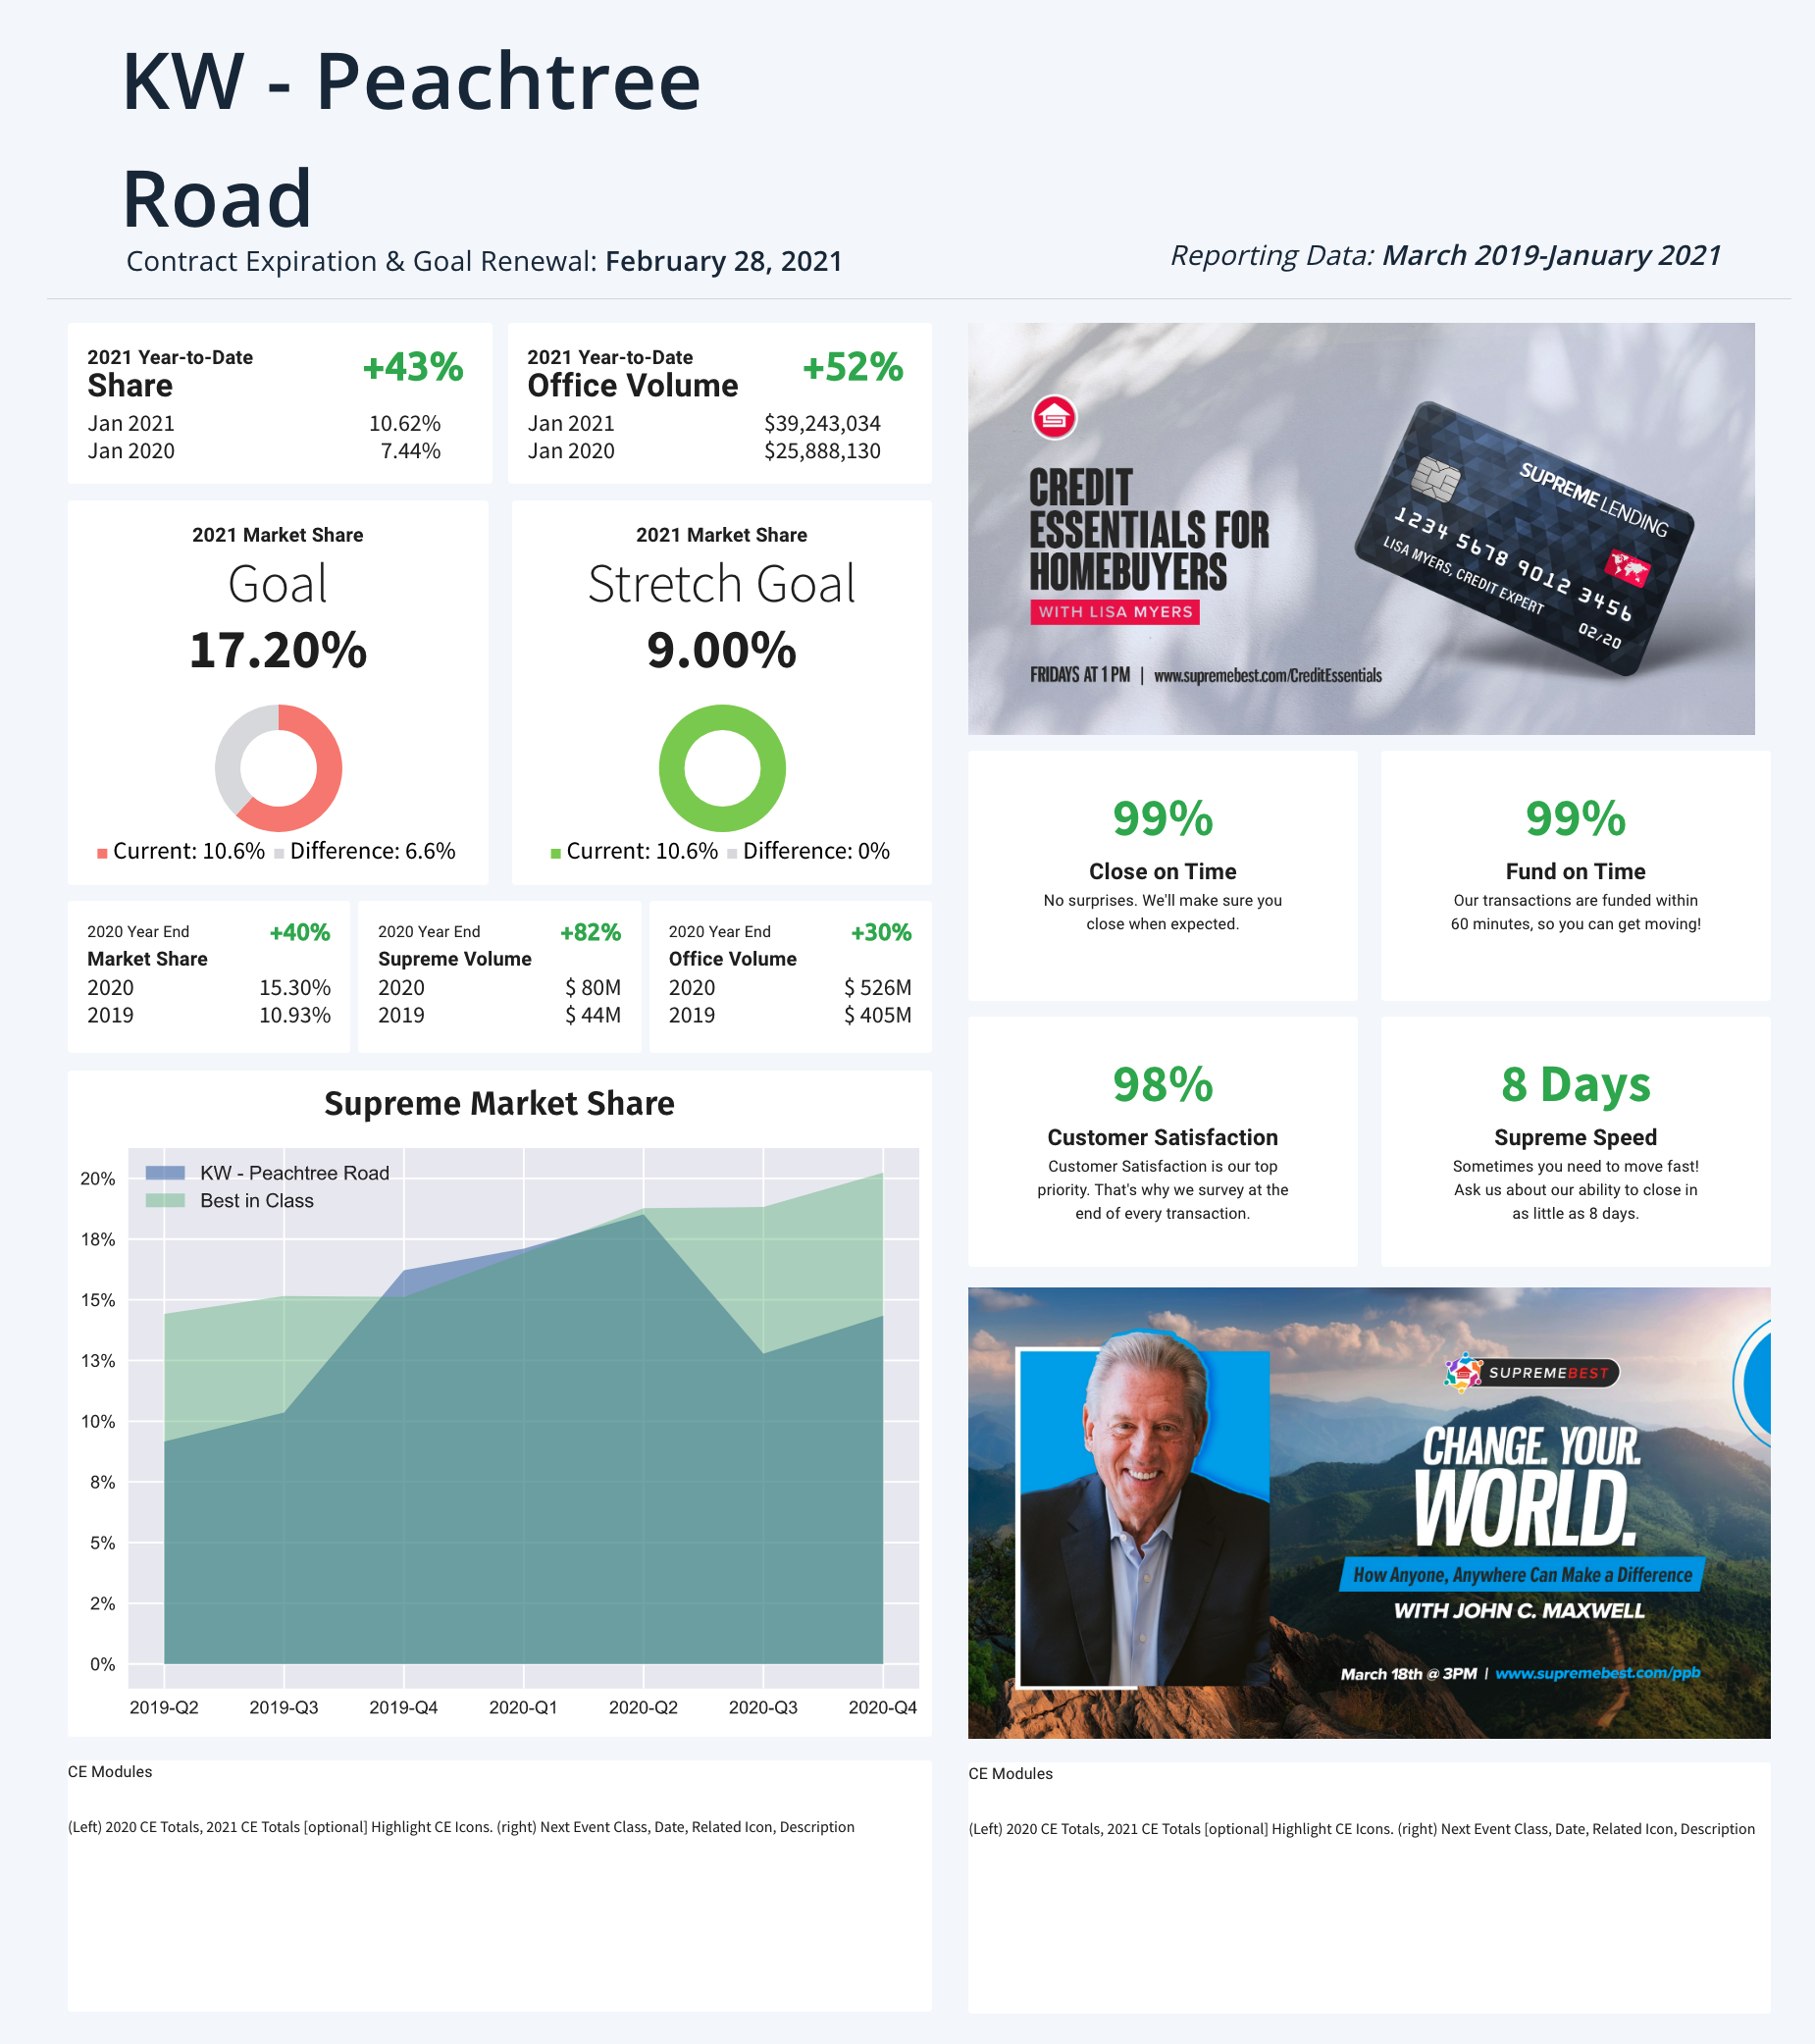 KW - Peachtree
Road
Contract Expiration & Goal Renewal: February 28, 2021
Reporting Data: March 2019-January 2021
2021 Year-to-Date
Share
+43%
Jan 2021 10.62%
Jan 2020 7.44%
2021 Year-to-Date
Office Volume
+52%
Jan 2021 $39,243,034
Jan 2020 $25,888,130
2021 Market Share
Goal
17.20%
Current: 10.6% Difference: 6.6%
2021 Market Share
Stretch Goal
9.00%
Current: 10.6% Difference: 0%
2020 Year End +40%
Market Share
2020 15.30%
2019 10.93%
2020 Year End +82%
Supreme Volume
2020 $ 80M
2019 $ 44M
2020 Year End +30%
Office Volume
2020 $ 526M
2019 $ 405M
Supreme Market Share
KW - Peachtree Road
Best in Class
20%
18%
15%
13%
10%
8%
5%
2%
0%
2019-Q2 2019-Q3 2019-Q4 2020-Q1 2020-Q2 2020-Q3 2020-Q4
CE Modules
(Left) 2020 CE Totals, 2021 CE Totals [optional] Highlight CE Icons. (right) Next Event Class, Date, Related Icon, Description
CREDIT
ESSENTIALS FOR
HOMEBUYERS
WITH LISA MYERS
FRIDAYS AT 1 PM | www.supremebest.com/CreditEssentials
SUPREME LENDING
1234 5678 9012 3456
LISA MYERS, CREDIT EXPERT
02/20
99%
Close on Time
No surprises. We'll make sure you
close when expected.
99%
Fund on Time
Our transactions are funded within
60 minutes, so you can get moving!
98%
Customer Satisfaction
Customer Satisfaction is our top
priority. That's why we survey at the
end of every transaction.
8 Days
Supreme Speed
Sometimes you need to move fast!
Ask us about our ability to close in
as little as 8 days.
SUPREMEBEST
CHANGE. YOUR.
WORLD.
How Anyone, Anywhere Can Make a Difference
WITH JOHN C. MAXWELL
March 18th @ 3PM | www.supremebest.com/ppb
CE Modules
(Left) 2020 CE Totals, 2021 CE Totals [optional] Highlight CE Icons. (right) Next Event Class, Date, Related Icon, Description